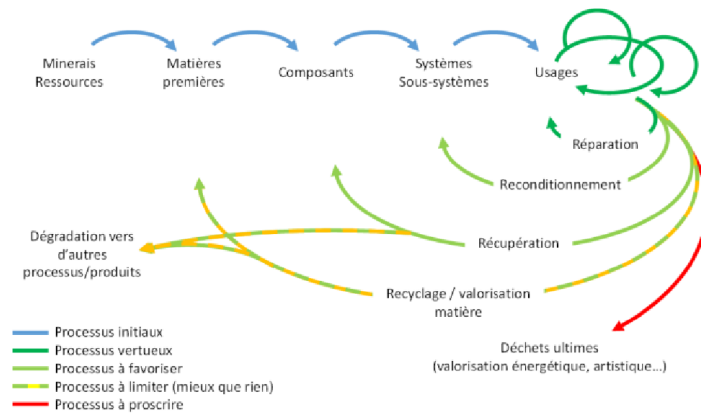 Minerais
Ressources
Matières
premières
Composants
Systèmes
Sous-systèmes
Usages
Réparation
Reconditionnement
Récupération
Dégradation vers
d'autres
processus/produits
Recyclage / valorisation
matière
Déchets ultimes
(valorisation énergétique, artistique...)
Processus initiaux
Processus vertueux
Processus à favoriser
Processus à limiter (mieux que rien)
Processus à proscrire